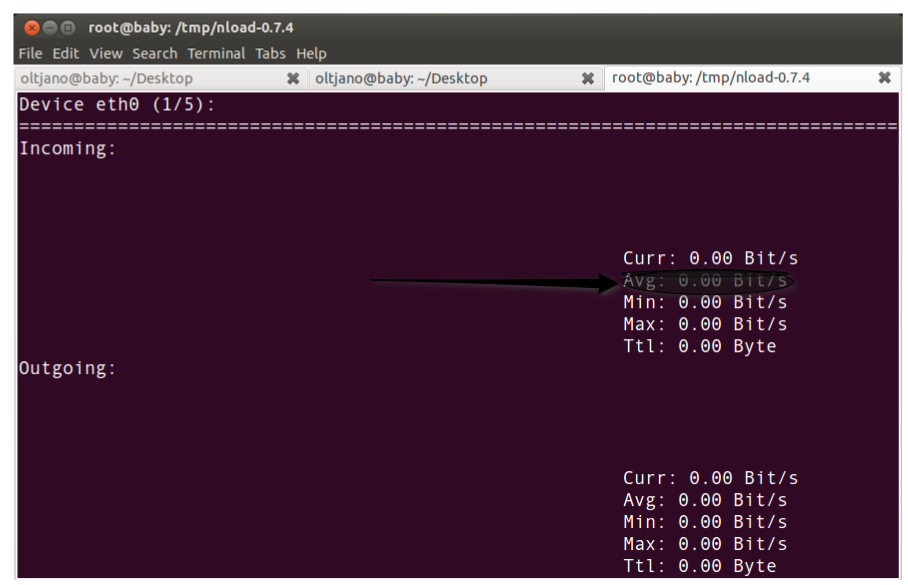 root@baby: /tmp/nload-0.7.4
File Edit View Search Terminal Tabs Help
oltjano@baby: ~/Desktop oltjano@baby: ~/Desktop root@baby: /tmp/nload-0.7.4
Device eth0 (1/5):
================================================================================
Incoming:
Curr: 0.00 Bit/s
Avg: 0.00 Bit/s
Min: 0.00 Bit/s
Max: 0.00 Bit/s
Ttl: 0.00 Byte
Outgoing:
Curr: 0.00 Bit/s
Avg: 0.00 Bit/s
Min: 0.00 Bit/s
Max: 0.00 Bit/s
Ttl: 0.00 Byte